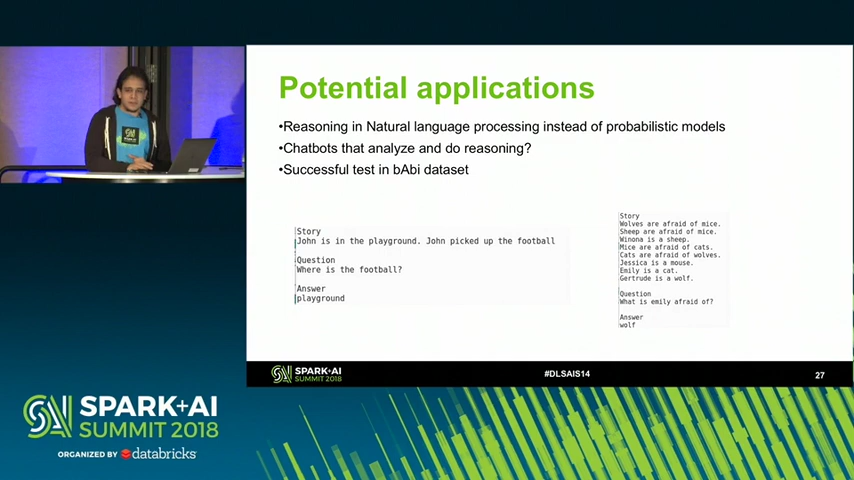 Potential applications
•Reasoning in Natural language processing instead of probabilistic models
•Chatbots that analyze and do reasoning?
•Successful test in bAbi dataset
Story
John is in the playground. John picked up the football
Question
Where is the football?
Answer
playground
Story
Wolves are afraid of mice.
Sheep are afraid of mice.
Winona is a sheep.
Mice are afraid of cats.
Cats are afraid of wolves.
Jessica is a mouse.
Emily is a cat.
Gertrude is a wolf.
Question
What is emily afraid of?
Answer
wolf
SPARK+AI
SUMMIT 2018
#DLSAIS14
27
SPARK+AI
SUMMIT 2018
ORGANIZED BY databricks